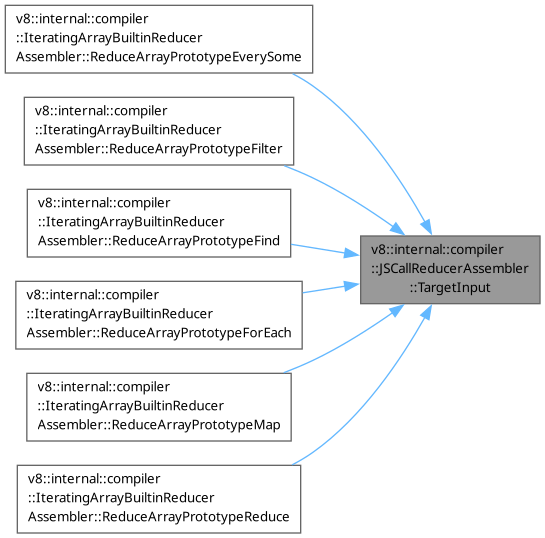 v8::internal::compiler
::IteratingArrayBuiltinReducer
Assembler::ReduceArrayPrototypeEverySome
v8::internal::compiler
::IteratingArrayBuiltinReducer
Assembler::ReduceArrayPrototypeFilter
v8::internal::compiler
::IteratingArrayBuiltinReducer
Assembler::ReduceArrayPrototypeFind
v8::internal::compiler
::JSCallReducerAssembler
::TargetInput
v8::internal::compiler
::IteratingArrayBuiltinReducer
Assembler::ReduceArrayPrototypeForEach
v8::internal::compiler
::IteratingArrayBuiltinReducer
Assembler::ReduceArrayPrototypeMap
v8::internal::compiler
::IteratingArrayBuiltinReducer
Assembler::ReduceArrayPrototypeReduce